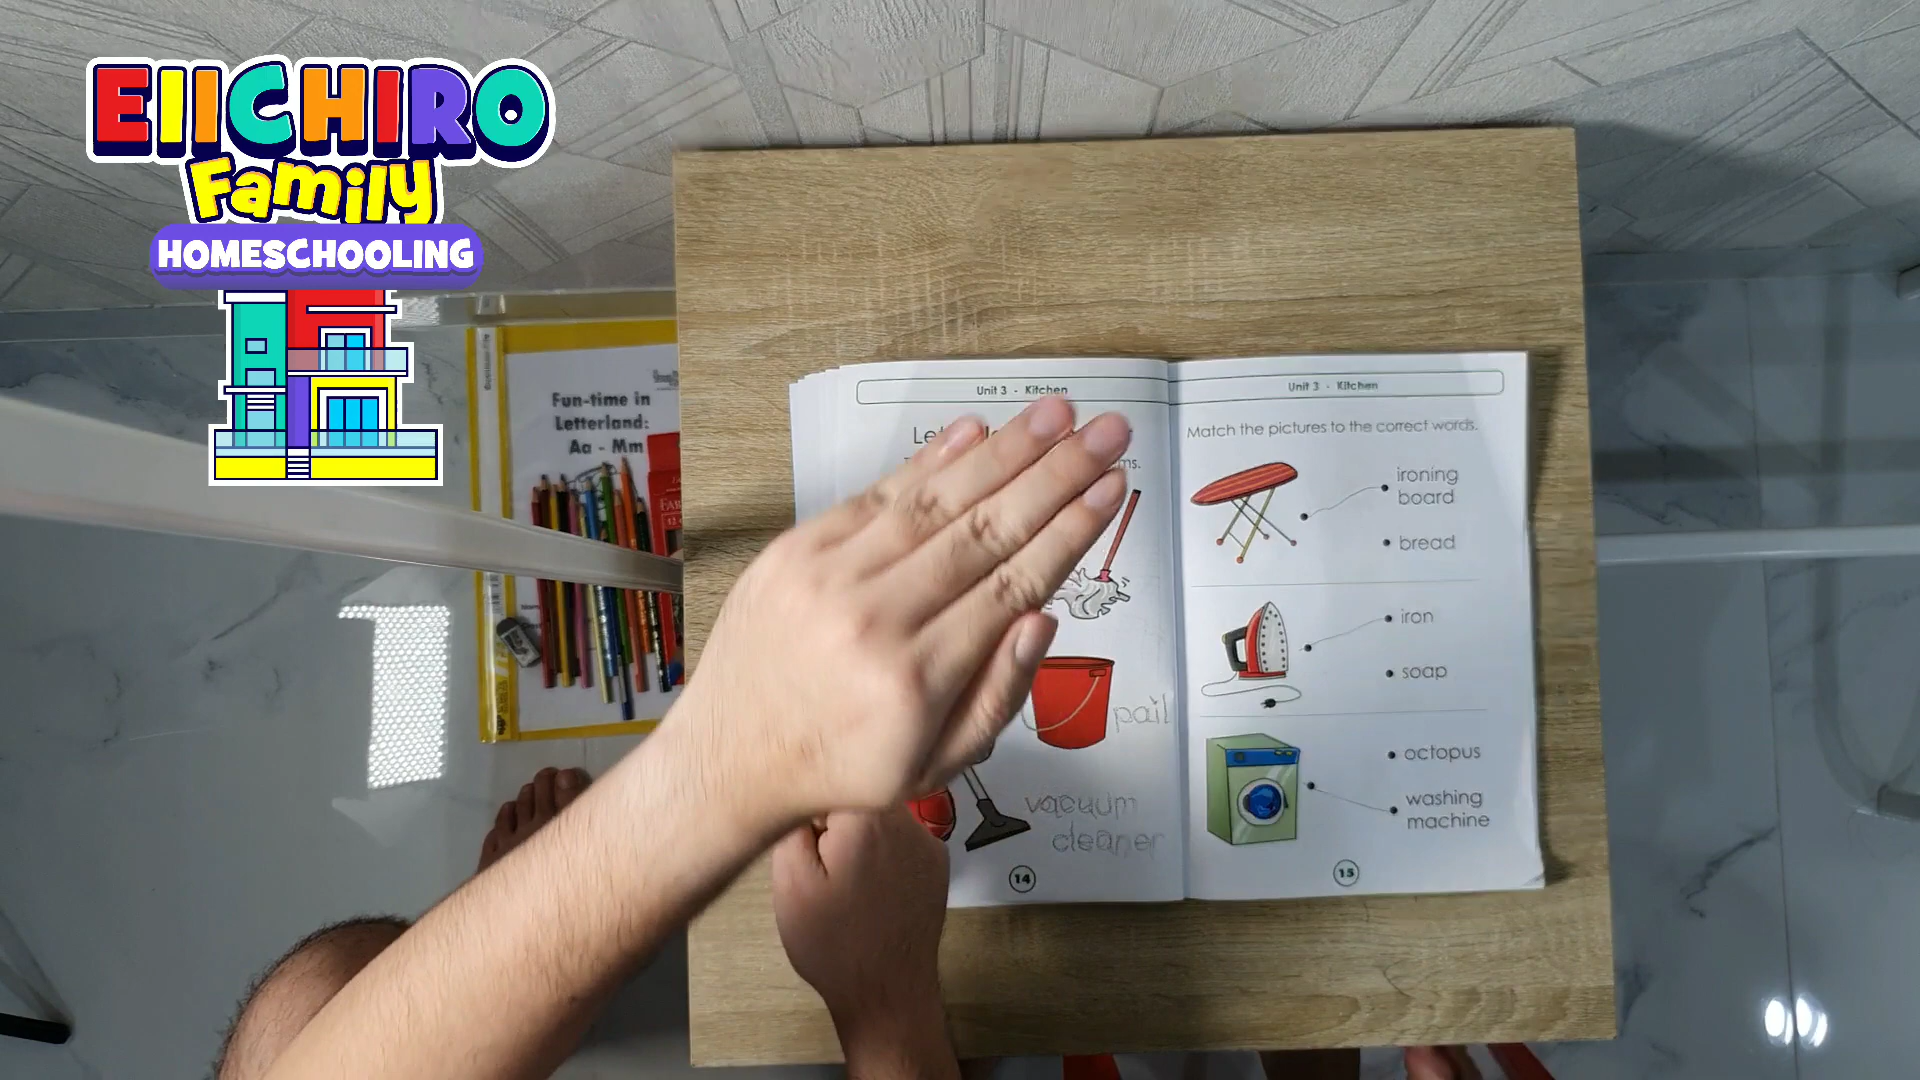 EIICHIRO
Family
HOMESCHOOLING
Fun-time in
Letterland:
Aa - Mm
Unit 3 - Kitchen
pail
vacuum
cleaner
14
Unit 3 - Kitchen
Match the pictures to the correct words.
ironing
board
bread
iron
soap
octopus
washing
machine
15